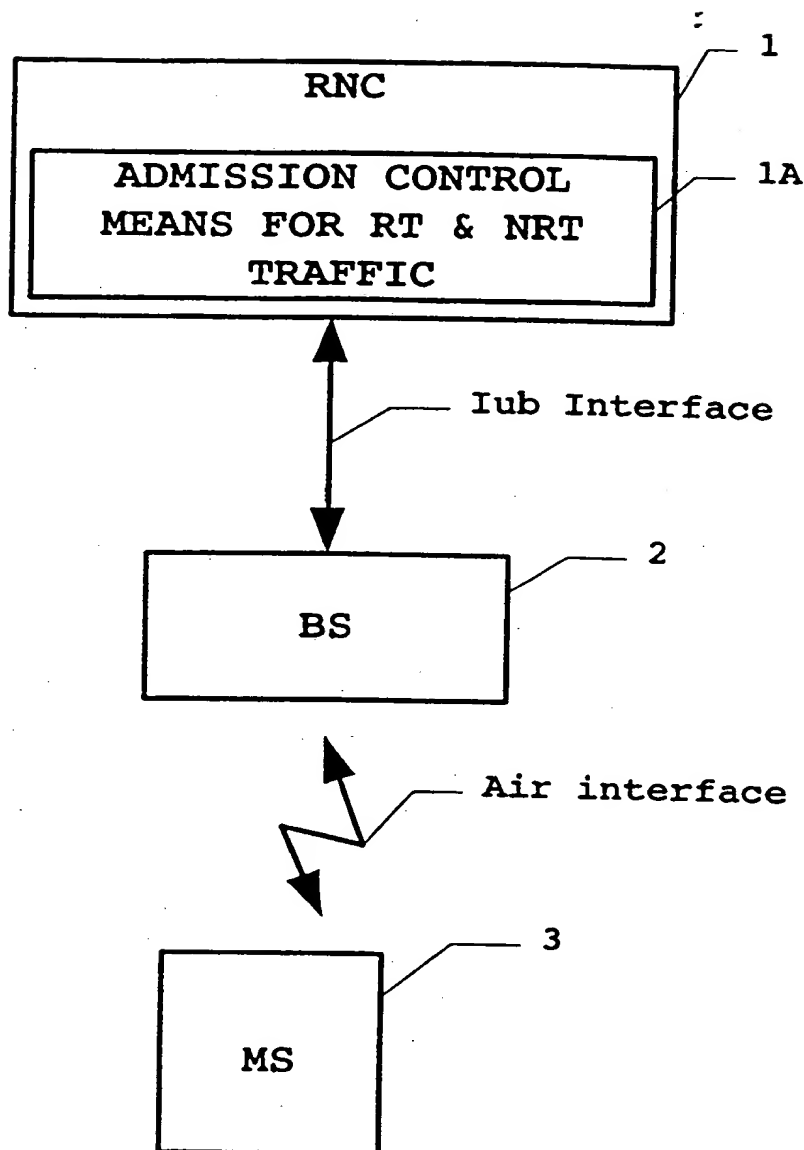 1
RNC
1A
ADMISSION CONTROL
MEANS FOR RT & NRT
TRAFFIC
Iub Interface
2
BS
Air interface
3
MS